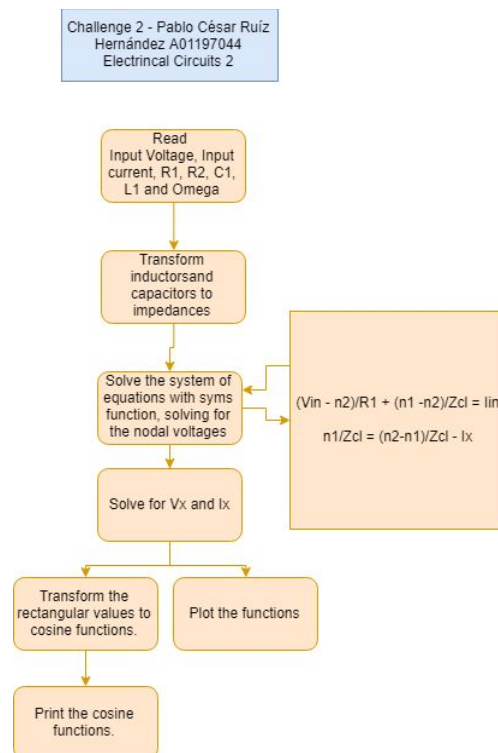 Challenge 2 - Pablo César Ruíz
Hernández A01197044
Electrincal Circuits 2
Read
Input Voltage, Input
current, R1, R2, C1,
L1 and Omega
Transform
inductorsand
capacitors to
impedances
Solve the system of
equations with syms
function, solving for
the nodal voltages
(Vin - n2)/R1 + (n1 -n2)/Zcl = Iin
n1/Zcl = (n2-n1)/Zcl - Ix
Solve for Vx and Ix
Transform the
rectangular values to
cosine functions.
Plot the functions
Print the cosine
functions.